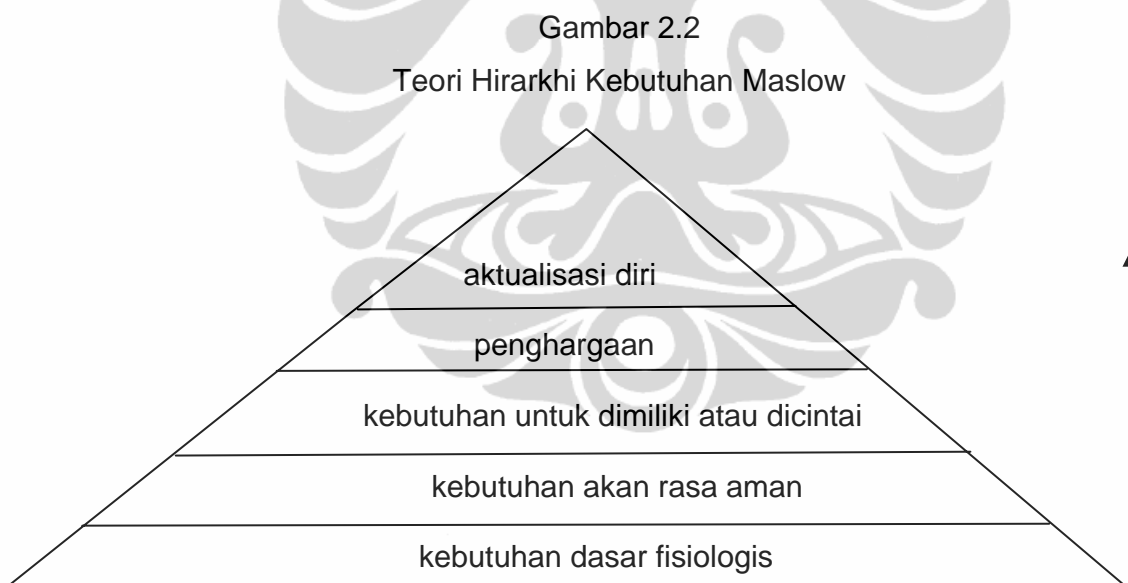 Gambar 2.2
Teori Hirarkhi Kebutuhan Maslow
aktualisasi diri
penghargaan
kebutuhan untuk dimiliki atau dicintai
kebutuhan akan rasa aman
kebutuhan dasar fisiologis